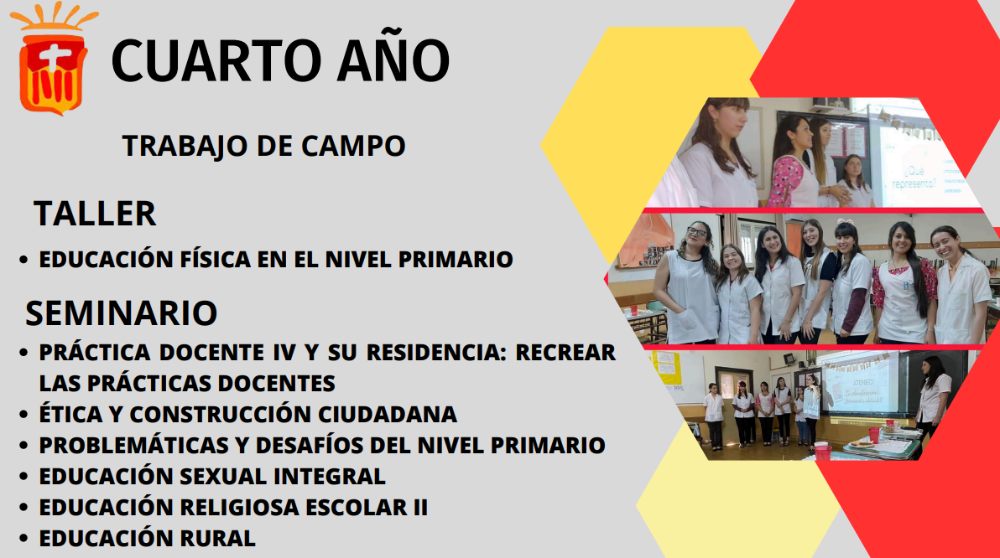 CUARTO AÑO
TRABAJO DE CAMPO
TALLER
• EDUCACIÓN FÍSICA EN EL NIVEL PRIMARIO
SEMINARIO
• PRÁCTICA DOCENTE IV Y SU RESIDENCIA: RECREAR
LAS PRÁCTICAS DOCENTES
• ÉTICA Y CONSTRUCCIÓN CIUDADANA
• PROBLEMÁTICAS Y DESAFÍOS DEL NIVEL PRIMARIO
• EDUCACIÓN SEXUAL INTEGRAL
• EDUCACIÓN RELIGIOSA ESCOLAR II
• EDUCACIÓN RURAL
¿Qué
representa?
ATENEO